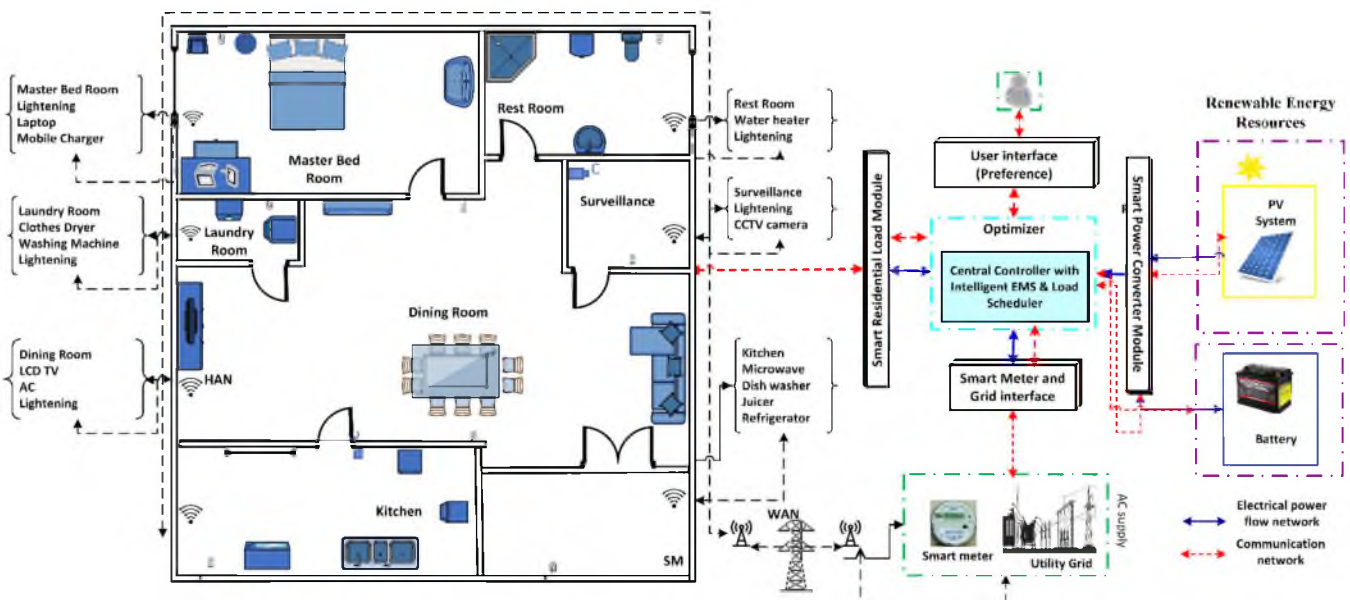 Master Bed Room
Lightening
Laptop
Mobile Charger
Laundry Room
Clothes Dryer
Washing Machine
Lightening
Dining Room
LCD TV
AC
Lightening
Master Bed
Room
Rest Room
C
Surveillance
Laundry
Room
Dining Room
HAN
Kitchen
SM
Rest Room
Water heater
Lightening
Surveillance
Lightening
CCTV camera
Kitchen
Microwave
Dish washer
Juicer
Refrigerator
WAN
Smart Residential Load Module
User interface
(Preference)
Optimizer
Central Controller with
Intelligent EMS & Load
Scheduler
Smart Meter and
Grid interface
Smart meter
Utility Grid
AC supply
Smart Power Converter Module
Renewable Energy
Resources
PV
System
Battery
Electrical power
flow network
Communication
network